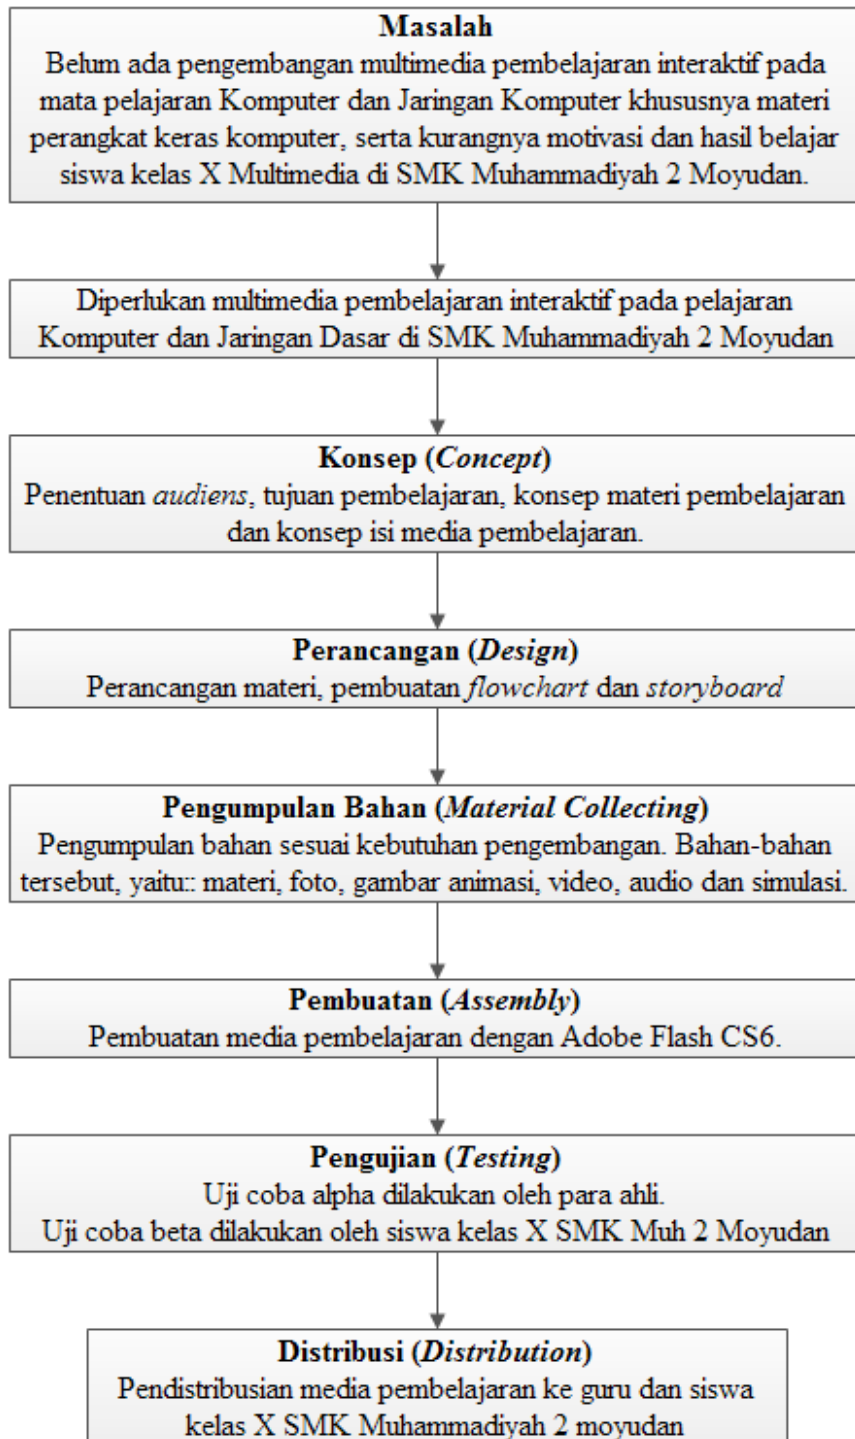 Masalah
Belum ada pengembangan multimedia pembelajaran interaktif pada
mata pelajaran Komputer dan Jaringan Komputer khususnya materi
perangkat keras komputer, serta kurangnya motivasi dan hasil belajar
siswa kelas X Multimedia di SMK Muhammadiyah 2 Moyudan.
Diperlukan multimedia pembelajaran interaktif pada pelajaran
Komputer dan Jaringan Dasar di SMK Muhammadiyah 2 Moyudan
Konsep (Concept)
Penentuan audiens, tujuan pembelajaran, konsep materi pembelajaran
dan konsep isi media pembelajaran.
Perancangan (Design)
Perancangan materi, pembuatan flowchart dan storyboard
Pengumpulan Bahan (Material Collecting)
Pengumpulan bahan sesuai kebutuhan pengembangan. Bahan-bahan
tersebut, yaitu:: materi, foto, gambar animasi, video, audio dan simulasi.
Pembuatan (Assembly)
Pembuatan media pembelajaran dengan Adobe Flash CS6.
Pengujian (Testing)
Uji coba alpha dilakukan oleh para ahli.
Uji coba beta dilakukan oleh siswa kelas X SMK Muh 2 Moyudan
Distribusi (Distribution)
Pendistribusian media pembelajaran ke guru dan siswa
kelas X SMK Muhammadiyah 2 moyudan